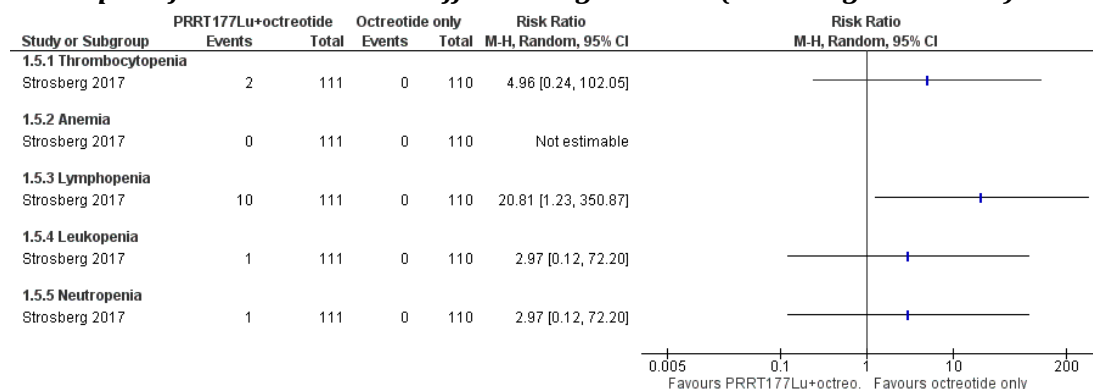 PRRT177Lu+octreotide Octreotide only Risk Ratio Risk Ratio
Study or Subgroup Events Total Events Total M-H, Random, 95% CI M-H, Random, 95% CI
1.5.1 Thrombocytopenia
Strosberg 2017 2 111 0 110 4.96 [0.24, 102.05]
1.5.2 Anemia
Strosberg 2017 0 111 0 110 Not estimable
1.5.3 Lymphopenia
Strosberg 2017 10 111 0 110 20.81 [1.23, 350.87]
1.5.4 Leukopenia
Strosberg 2017 1 111 0 110 2.97 [0.12, 72.20]
1.5.5 Neutropenia
Strosberg 2017 1 111 0 110 2.97 [0.12, 72.20]
0.005 0.1 1 10 200
Favours PRRT177Lu+octreo. Favours octreotide only